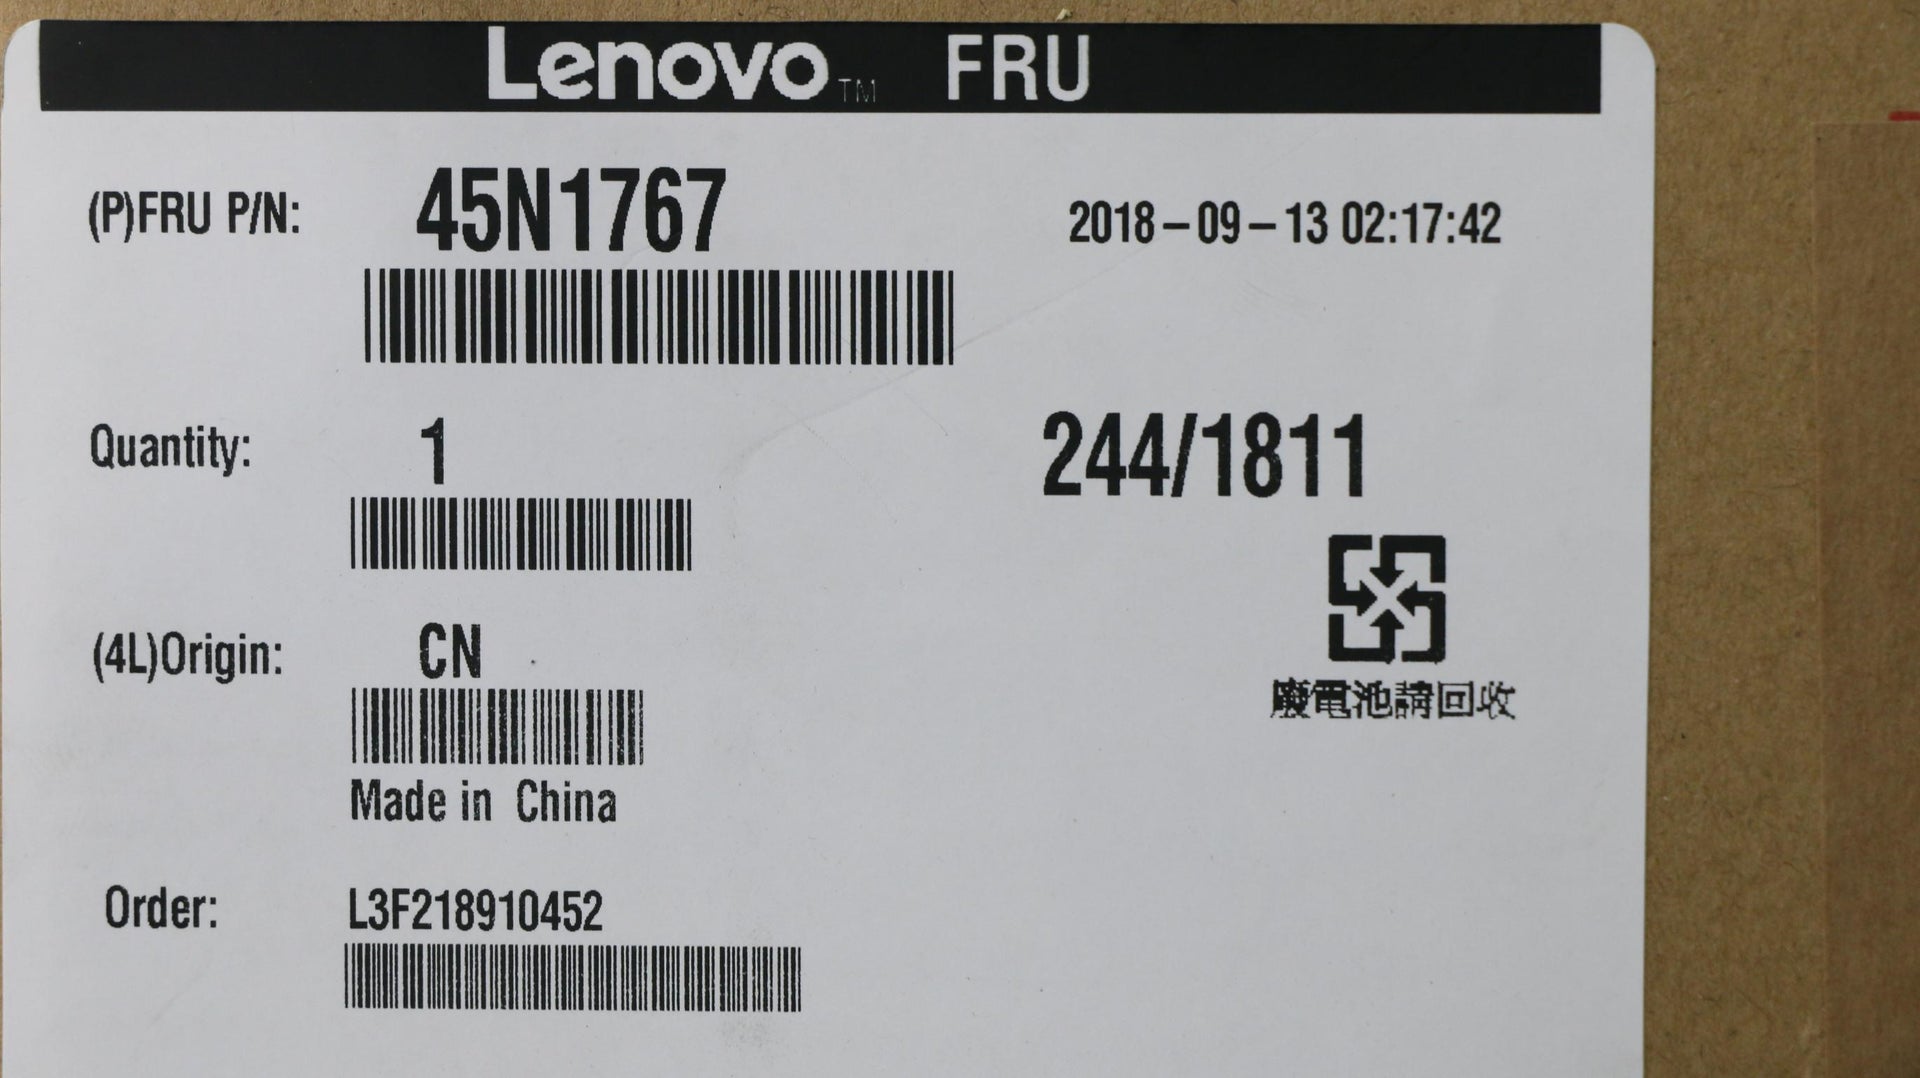 Lenovo™ FRU
(P)FRU P/N: 45N1767 2018-09-13 02:17:42
Quantity: 1 244/1811
(4L)Origin: CN
廢電池請回收
Made in China
Order: L3F218910452